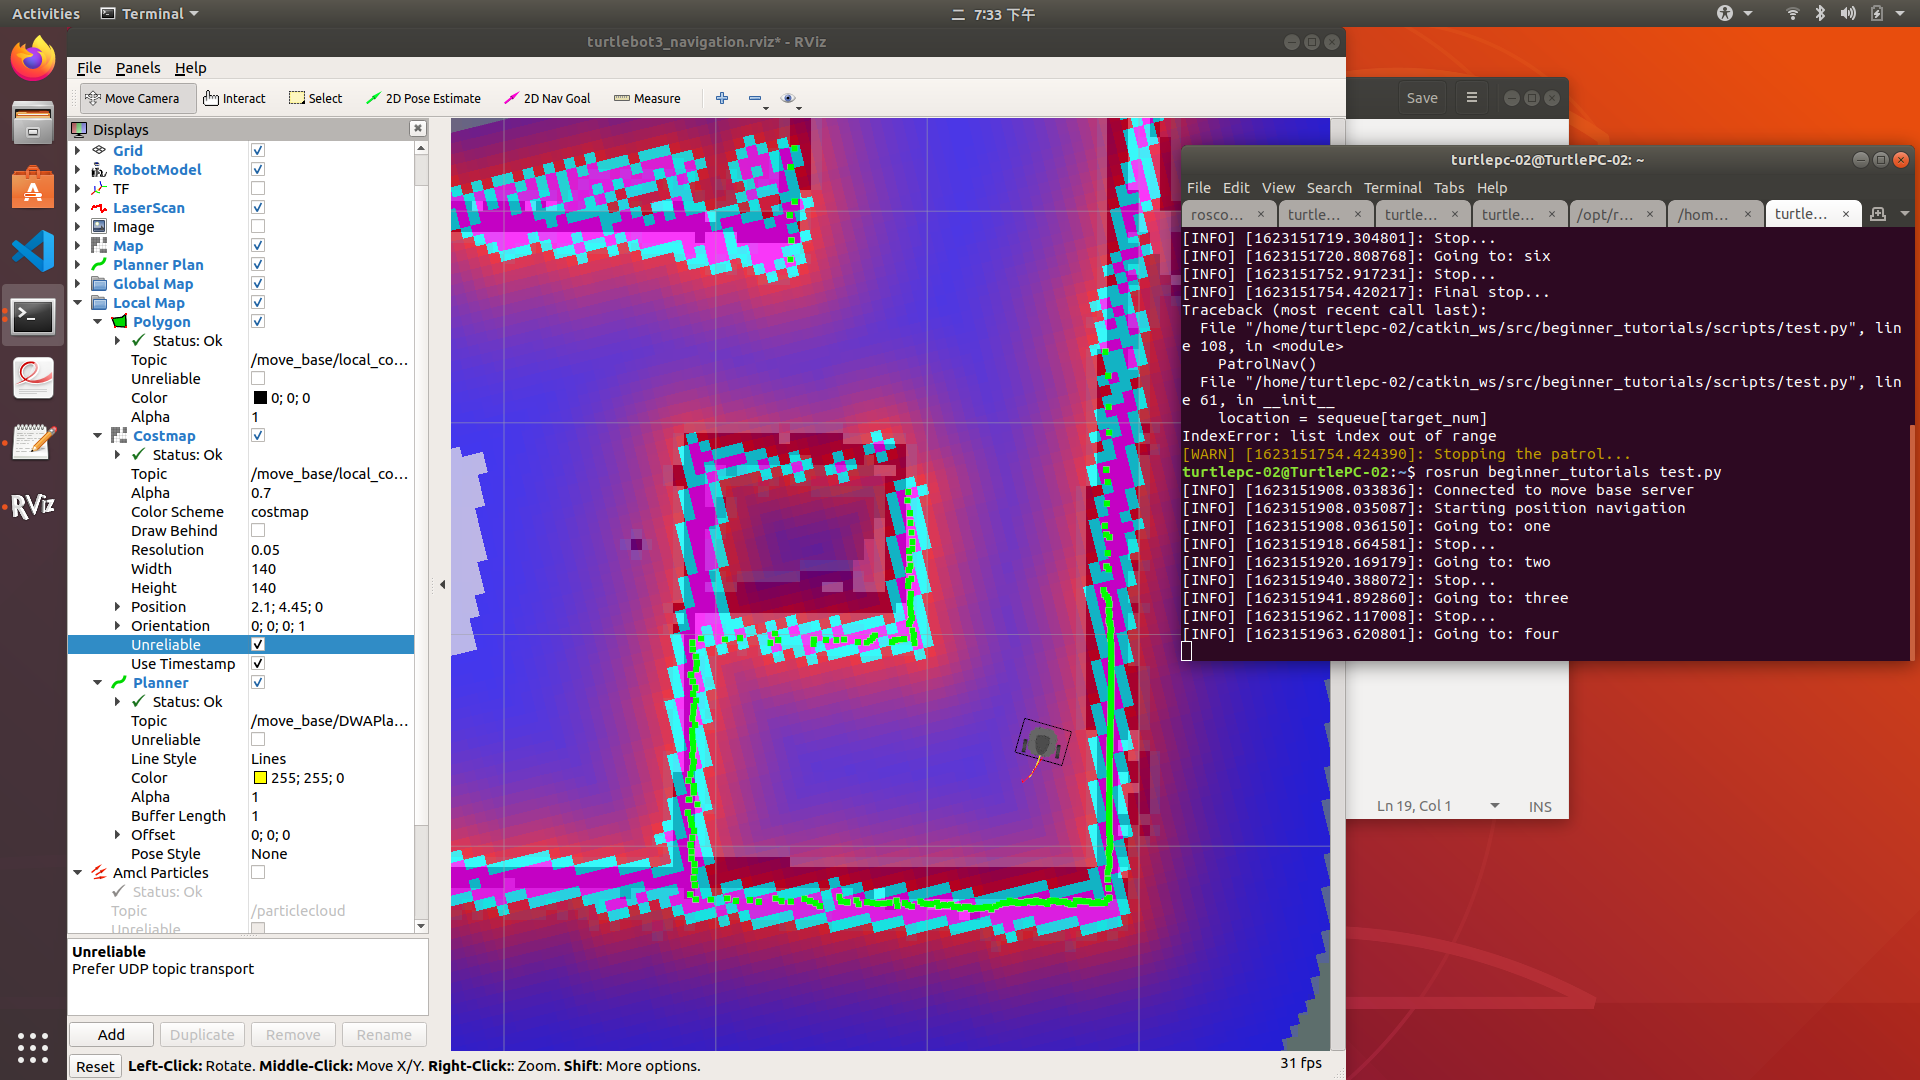 Activities
Terminal
二 7:33 下午
turtlebot3_navigation.rviz* - RViz
File Panels Help
Move Camera Interact Select 2D Pose Estimate 2D Nav Goal Measure
Displays
Grid
RobotModel
TF
LaserScan
Image
Map
Planner Plan
Global Map
Local Map
Polygon
Status: Ok
Topic /move_base/local_co...
Unreliable
Color 0; 0; 0
Alpha 1
Costmap
Status: Ok
Topic /move_base/local_co...
Alpha 0.7
Color Scheme costmap
Draw Behind
Resolution 0.05
Width 140
Height 140
Position 2.1; 4.45; 0
Orientation 0; 0; 0; 1
Unreliable
Use Timestamp
Planner
Status: Ok
Topic /move_base/DWAPla...
Unreliable
Line Style Lines
Color 255; 255; 0
Alpha 1
Buffer Length 1
Offset 0; 0; 0
Pose Style None
Amcl Particles
Status: Ok
Topic /particlecloud
Unreliable
Unreliable
Prefer UDP topic transport
Add Duplicate Remove Rename
Reset Left-Click: Rotate. Middle-Click: Move X/Y. Right-Click:: Zoom. Shift: More options.
31 fps
RViz
Save
turtlepc-02@TurtlePC-02: ~
File Edit View Search Terminal Tabs Help
rosco... turtle... turtle... turtle... /opt/r... /hom... turtle...
[INFO] [1623151719.304801]: Stop...
[INFO] [1623151720.808768]: Going to: six
[INFO] [1623151752.917231]: Stop...
[INFO] [1623151754.420217]: Final stop...
Traceback (most recent call last):
File "/home/turtlepc-02/catkin_ws/src/beginner_tutorials/scripts/test.py", lin
e 108, in <module>
PatrolNav()
File "/home/turtlepc-02/catkin_ws/src/beginner_tutorials/scripts/test.py", lin
e 61, in __init__
location = sequeue[target_num]
IndexError: list index out of range
[WARN] [1623151754.424390]: Stopping the patrol...
turtlepc-02@TurtlePC-02:~$ rosrun beginner_tutorials test.py
[INFO] [1623151908.033836]: Connected to move base server
[INFO] [1623151908.035087]: Starting position navigation
[INFO] [1623151908.036150]: Going to: one
[INFO] [1623151918.664581]: Stop...
[INFO] [1623151920.169179]: Going to: two
[INFO] [1623151940.388072]: Stop...
[INFO] [1623151941.892860]: Going to: three
[INFO] [1623151962.117008]: Stop...
[INFO] [1623151963.620801]: Going to: four
Ln 19, Col 1 INS